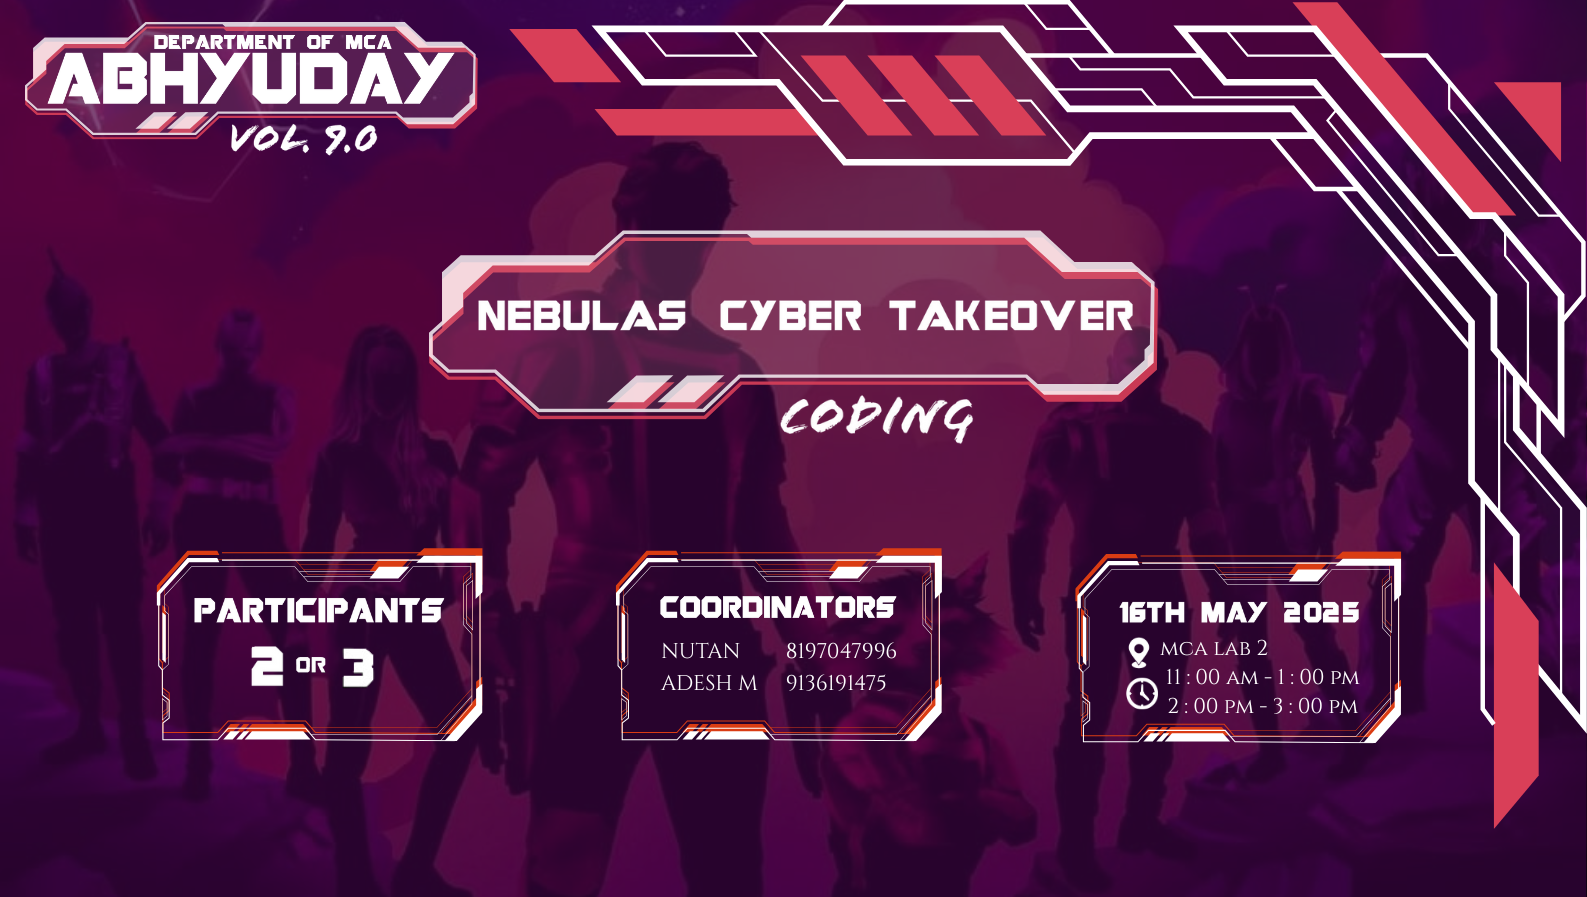 DEPARTMENT OF MCA
ABHYUDAY
VOL. 9.0
NEBULAS CYBER TAKEOVER
CODING
PARTICIPANTS
2 OR 3
COORDINATORS
NUTAN 8197047996
ADESH M 9136191475
16TH MAY 2025
MCA LAB 2
11 : 00 AM - 1 : 00 PM
2 : 00 PM - 3 : 00 PM